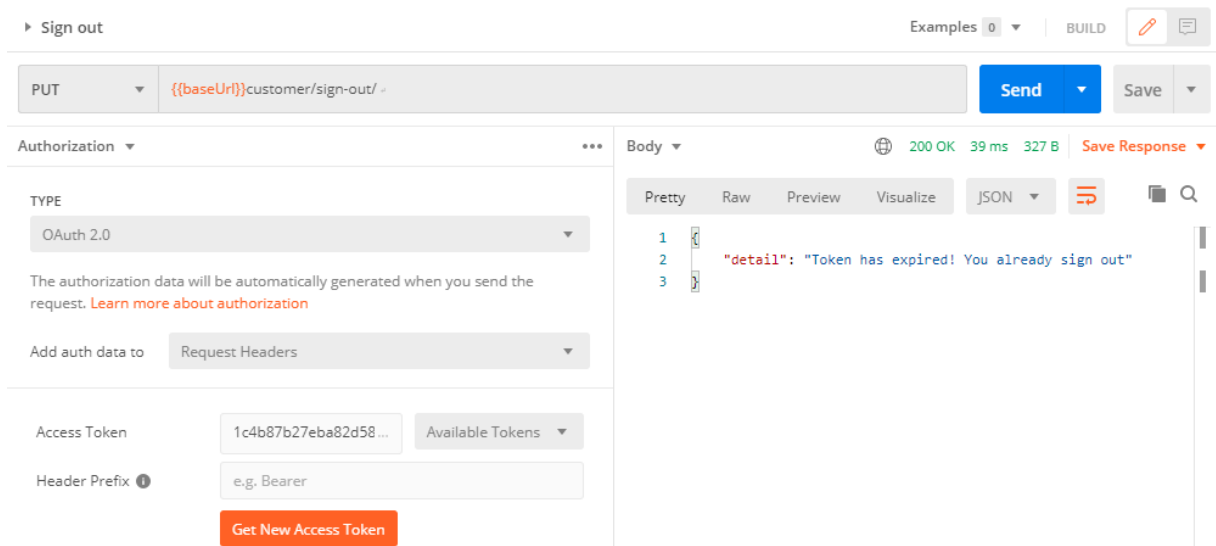 Sign out
Examples 0 BUILD
PUT {{baseUrl}}customer/sign-out/ Send Save
Authorization
TYPE
OAuth 2.0
The authorization data will be automatically generated when you send the
request. Learn more about authorization
Add auth data to Request Headers
Access Token 1c4b87b27eba82d58... Available Tokens
Header Prefix e.g. Bearer
Get New Access Token
Body 200 OK 39 ms 327 B Save Response
Pretty Raw Preview Visualize JSON
1 {
2 "detail": "Token has expired! You already sign out"
3 }